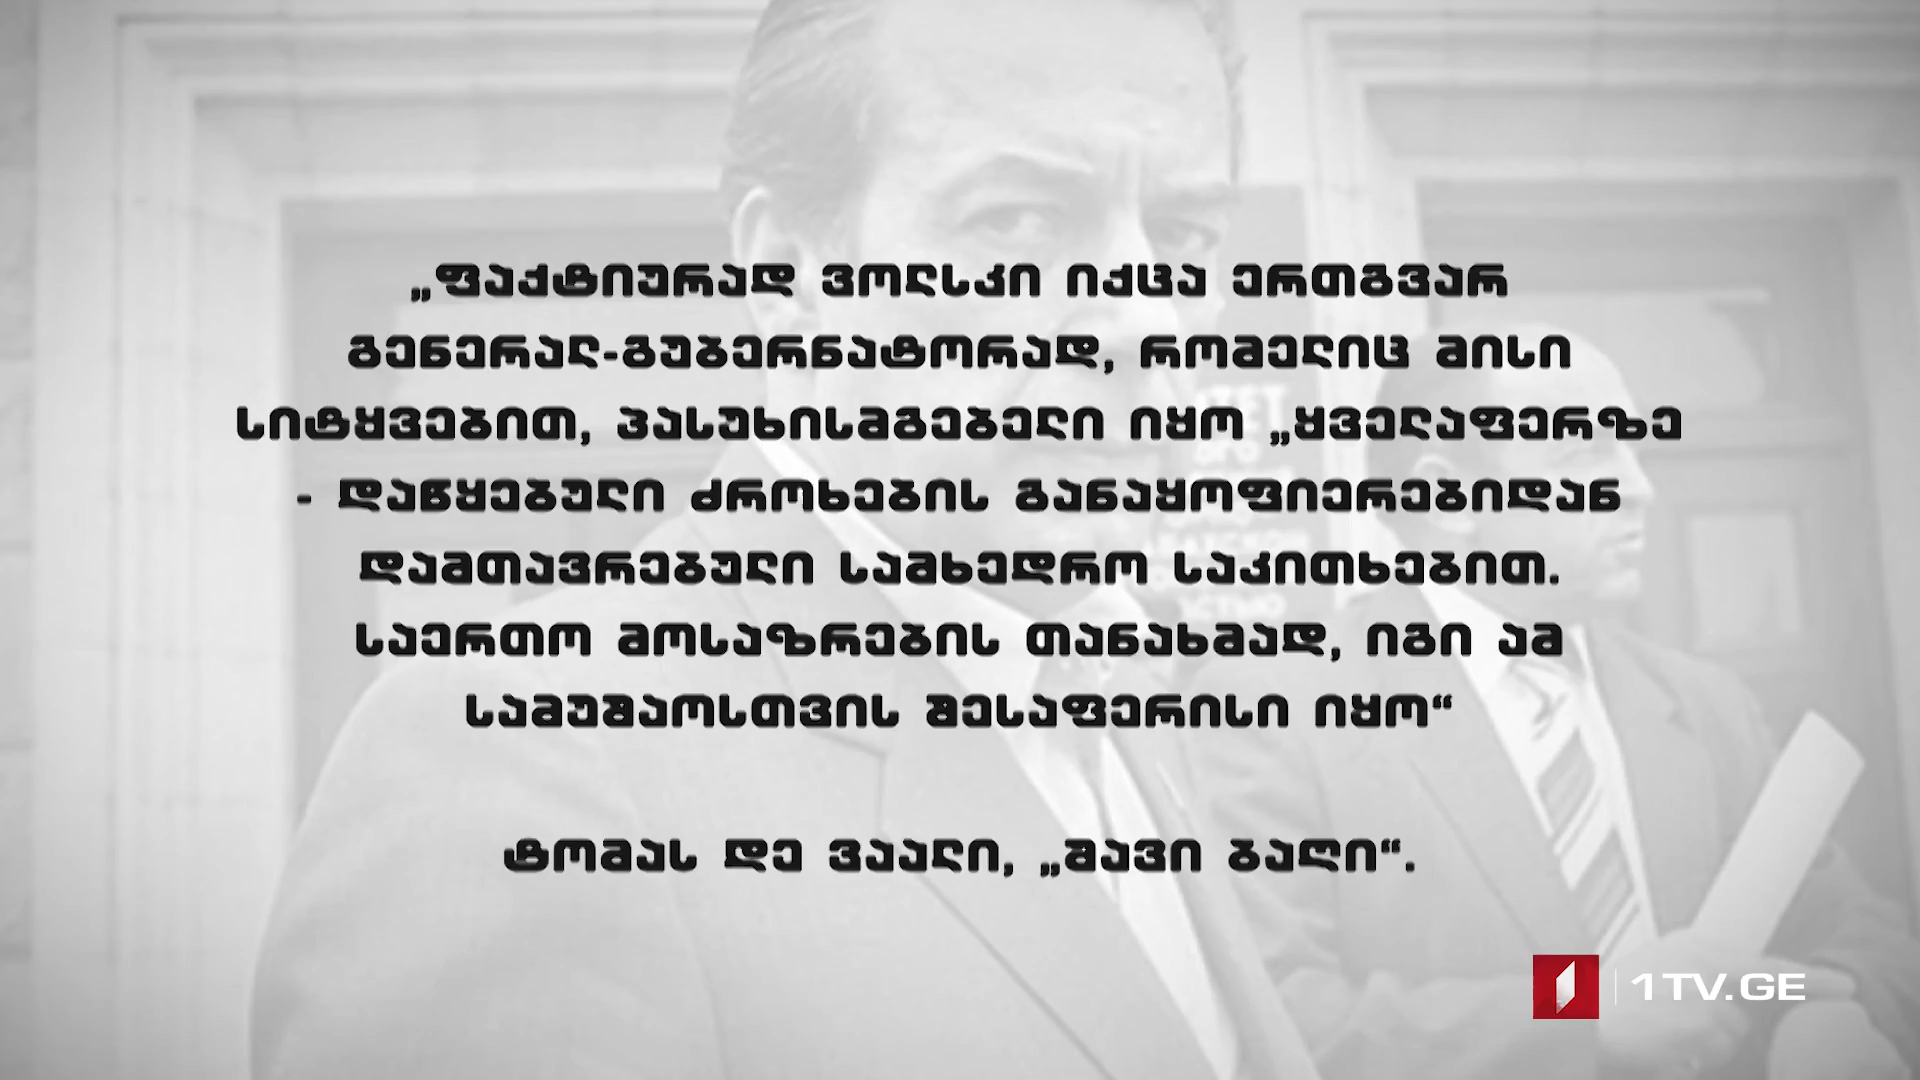 „ფაქტიურად ვოლსკი იქცა ერთგვარ
გენერალ-გუბერნატორად, რომელიც მისი
სიტყვებით, პასუხისმგებელი იყო „ყველაფერზე
- დაწყებული ძროხების განაყოფიერებიდან
დამთავრებული სამხედრო საკითხებით.
საერთო მოსაზრების თანახმად, იგი ამ
სამუშაოსთვის შესაფერისი იყო“
ტომას დე ვაალი, „შავი ბაღი“.
1TV.GE